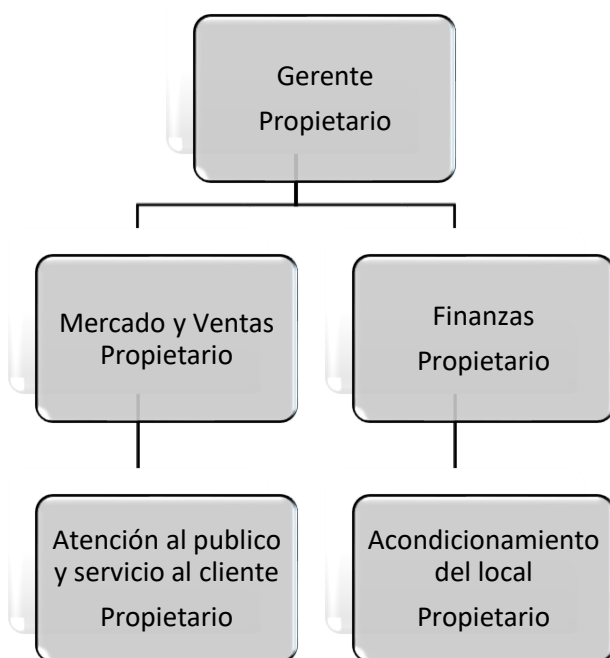 Gerente
Propietario
Mercado y Ventas
Propietario
Finanzas
Propietario
Atención al publico
y servicio al cliente
Propietario
Acondicionamiento
del local
Propietario